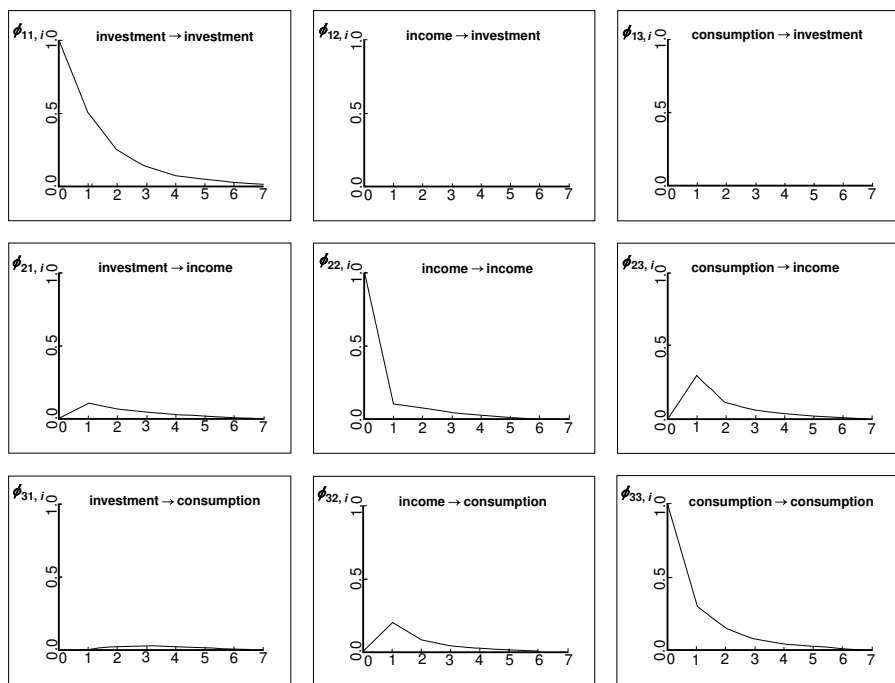 ϕ11, i investment → investment
1.0
0.5
0.0
0 1 2 3 4 5 6 7
ϕ12, i income → investment
1.0
0.5
0.0
0 1 2 3 4 5 6 7
ϕ13, i consumption → investment
1.0
0.5
0.0
0 1 2 3 4 5 6 7
ϕ21, i investment → income
1.0
0.5
0.0
0 1 2 3 4 5 6 7
ϕ22, i income → income
1.0
0.5
0.0
0 1 2 3 4 5 6 7
ϕ23, i consumption → income
1.0
0.5
0.0
0 1 2 3 4 5 6 7
ϕ31, i investment → consumption
1.0
0.5
0.0
0 1 2 3 4 5 6 7
ϕ32, i income → consumption
1.0
0.5
0.0
0 1 2 3 4 5 6 7
ϕ33, i consumption → consumption
1.0
0.5
0.0
0 1 2 3 4 5 6 7